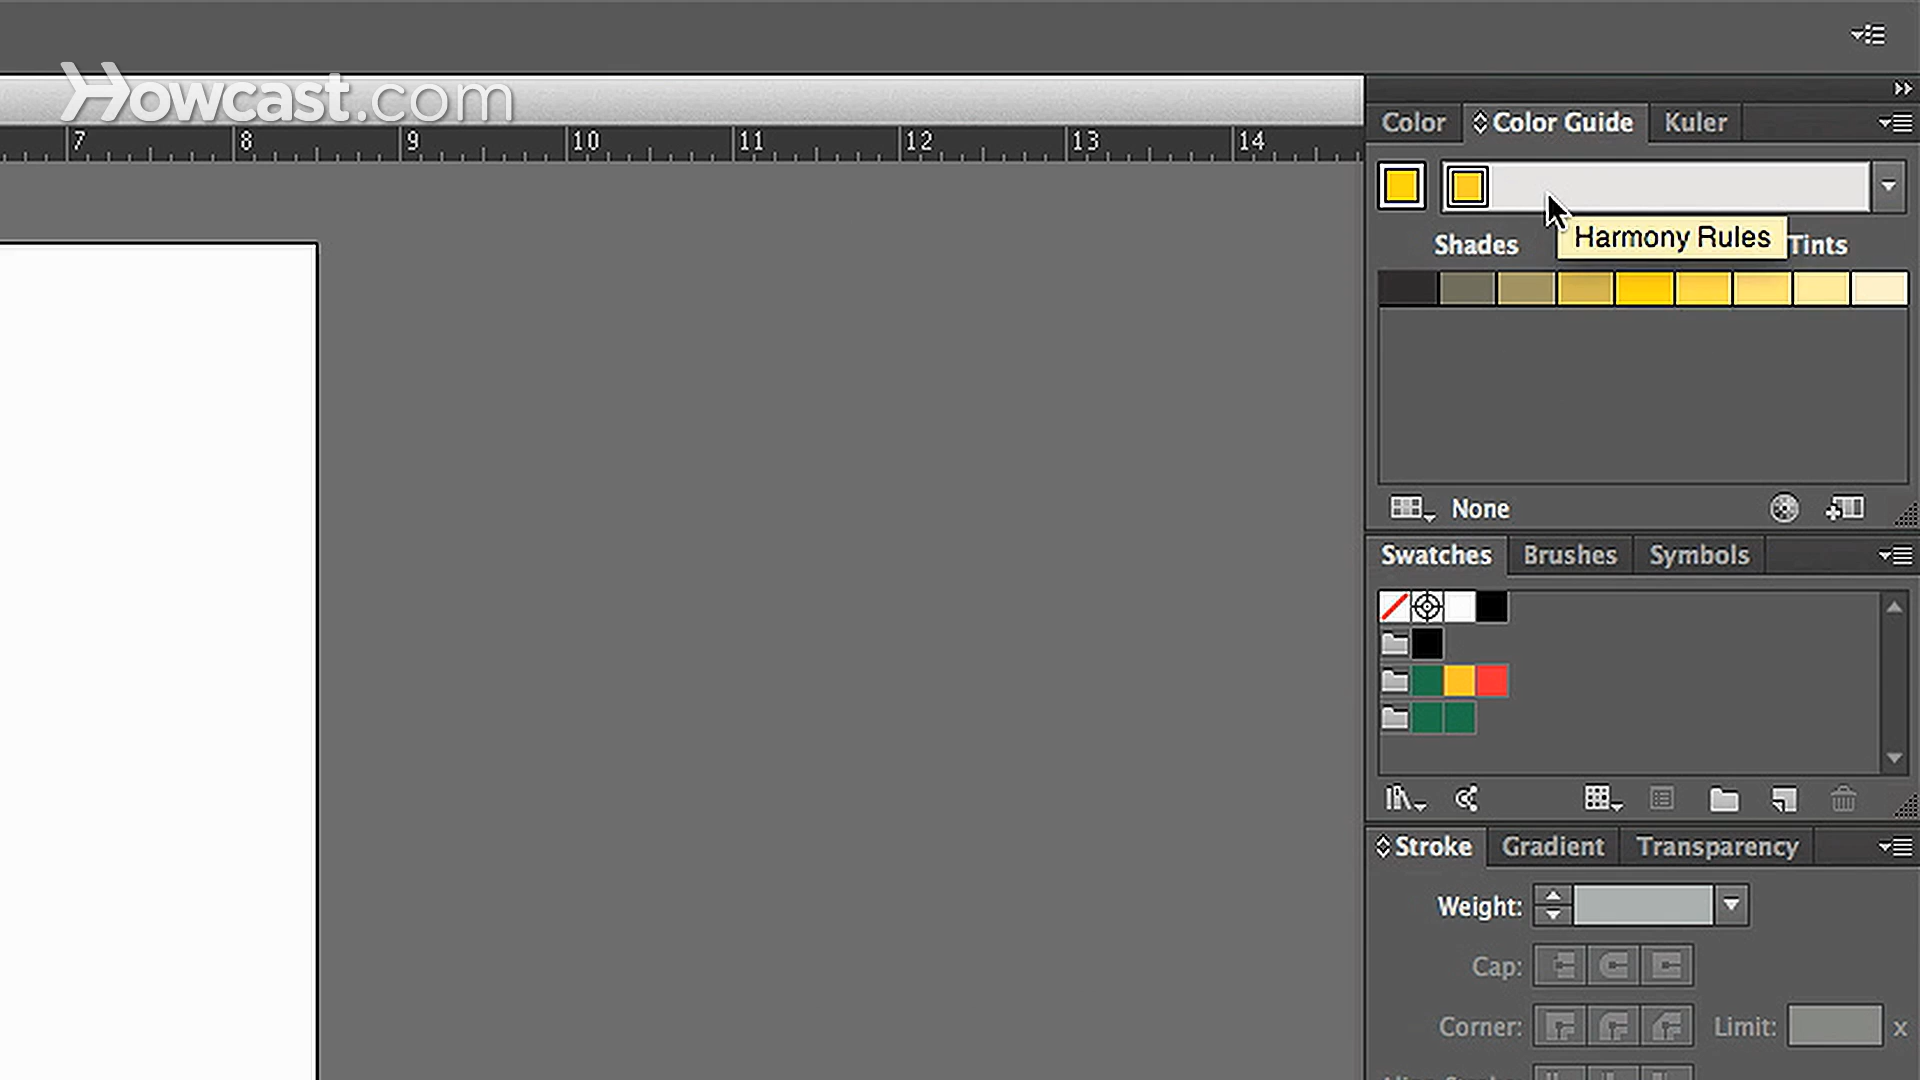 Howcast.com
Color Color Guide Kuler
7 8 9 10 11 12 13 14
Harmony Rules
Shades Tints
None
Swatches Brushes Symbols
Stroke Gradient Transparency
Weight:
Cap:
Corner: Limit: x